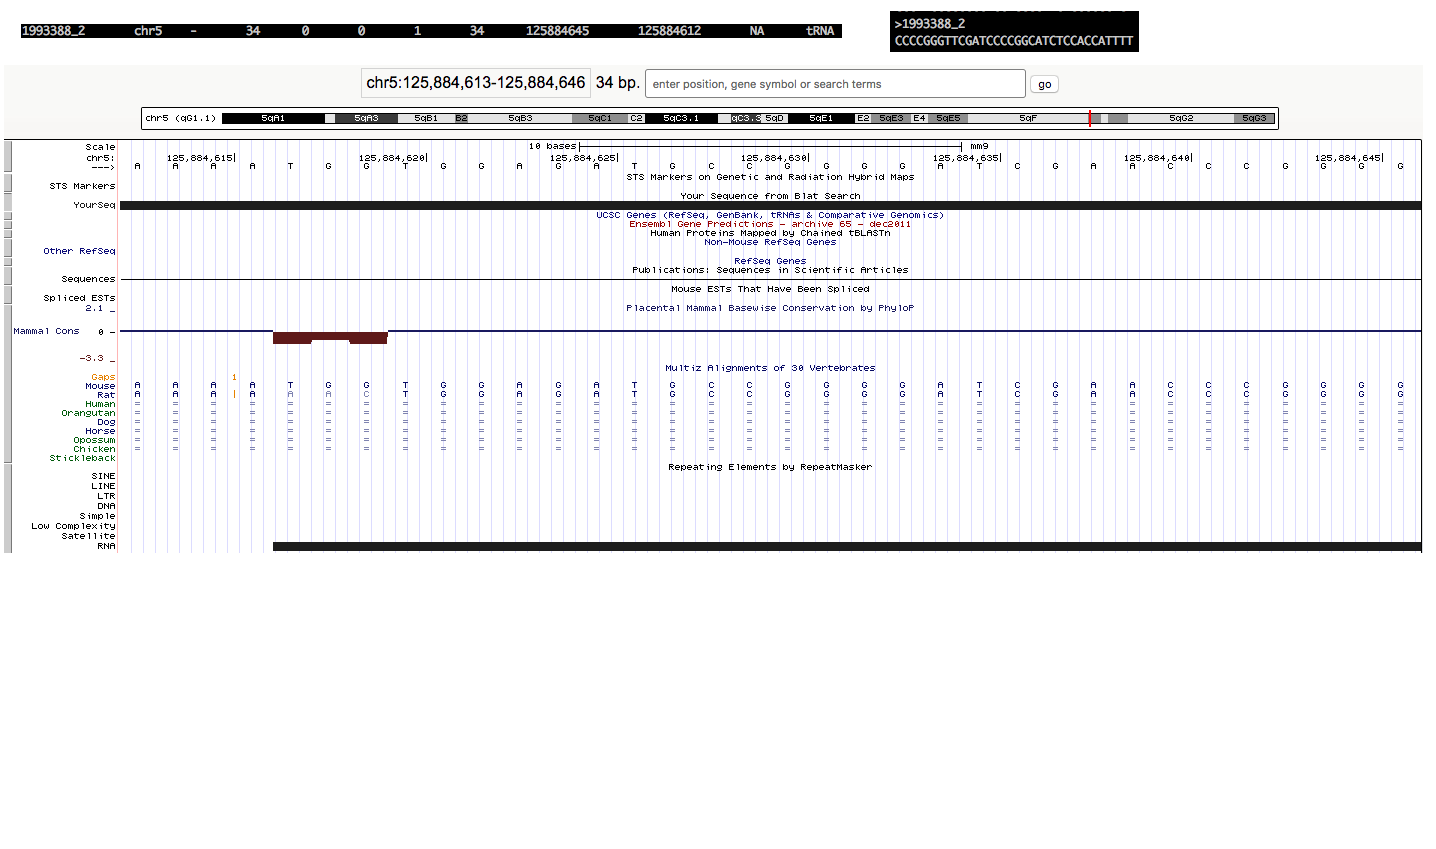 1993388_2 chr5 - 34 0 0 1 34 125884645 125884612 NA tRNA
>1993388_2
CCCCGGGTTCGATCCCCGGCATCTCCACCATTTT
chr5:125,884,613-125,884,646 34 bp. enter position, gene symbol or search terms go
chr5 (qG1.1) 5qA1 5qA3 5qB1 B2 5qB3 5qC1 C2 5qC3.1 qC3.3 5qD 5qE1 E2 5qE3 E4 5qE5 5qF 5qG2 5qG3
Scale 10 bases mm9
chr5: 125,884,615 125,884,620 125,884,625 125,884,630 125,884,635 125,884,640 125,884,645
---> A A A A T G G T G G A G A T G C C G G G G A T C G A A C C C G G G G
STS Markers on Genetic and Radiation Hybrid Maps
STS Markers
Your Sequence from Blat Search
YourSeq
UCSC Genes (RefSeq, GenBank, tRNAs & Comparative Genomics)
Ensembl Gene Predictions - archive 65 - dec2011
Human Proteins Mapped by Chained tBLASTn
Non-Mouse RefSeq Genes
Other RefSeq
RefSeq Genes
Publications: Sequences in Scientific Articles
Sequences
Mouse ESTs That Have Been Spliced
Spliced ESTs
2.1 _
Placental Mammal Basewise Conservation by PhyloP
Mammal Cons 0 -
-3.3 _
Multiz Alignments of 30 Vertebrates
Gaps 1
Mouse A A A A T G G T G G A G A T G C C G G G G A T C G A A C C C G G G G
Rat A A A | A A A C T G G A G A T G C C G G G G A T C G A A C C C G G G G
Human = = = = = = = = = = = = = = = = = = = = = = = = = = = = = = = = = =
Orangutan = = = = = = = = = = = = = = = = = = = = = = = = = = = = = = = = = =
Dog = = = = = = = = = = = = = = = = = = = = = = = = = = = = = = = = = =
Horse = = = = = = = = = = = = = = = = = = = = = = = = = = = = = = = = = =
Opossum = = = = = = = = = = = = = = = = = = = = = = = = = = = = = = = = = =
Chicken = = = = = = = = = = = = = = = = = = = = = = = = = = = = = = = = = =
Stickleback
Repeating Elements by RepeatMasker
SINE
LINE
LTR
DNA
Simple
Low Complexity
Satellite
RNA